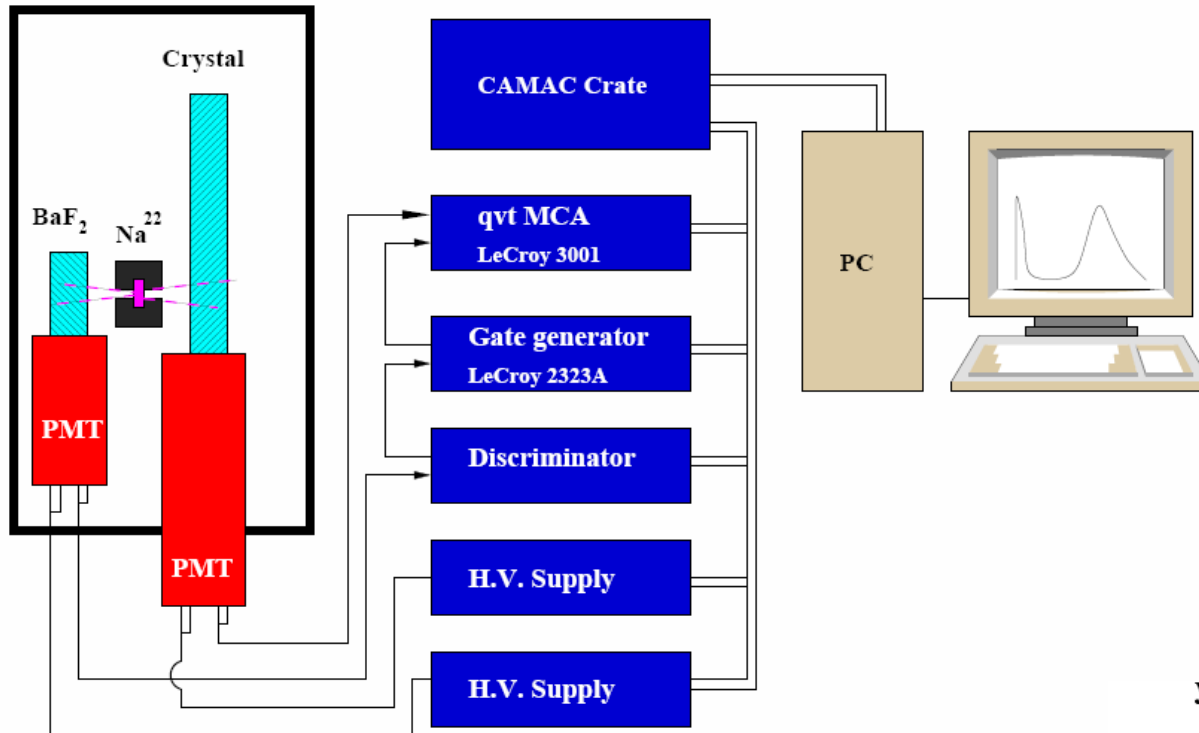 Crystal
BaF2
Na22
PMT
PMT
CAMAC Crate
qvt MCA
LeCroy 3001
Gate generator
LeCroy 2323A
Discriminator
H.V. Supply
H.V. Supply
PC